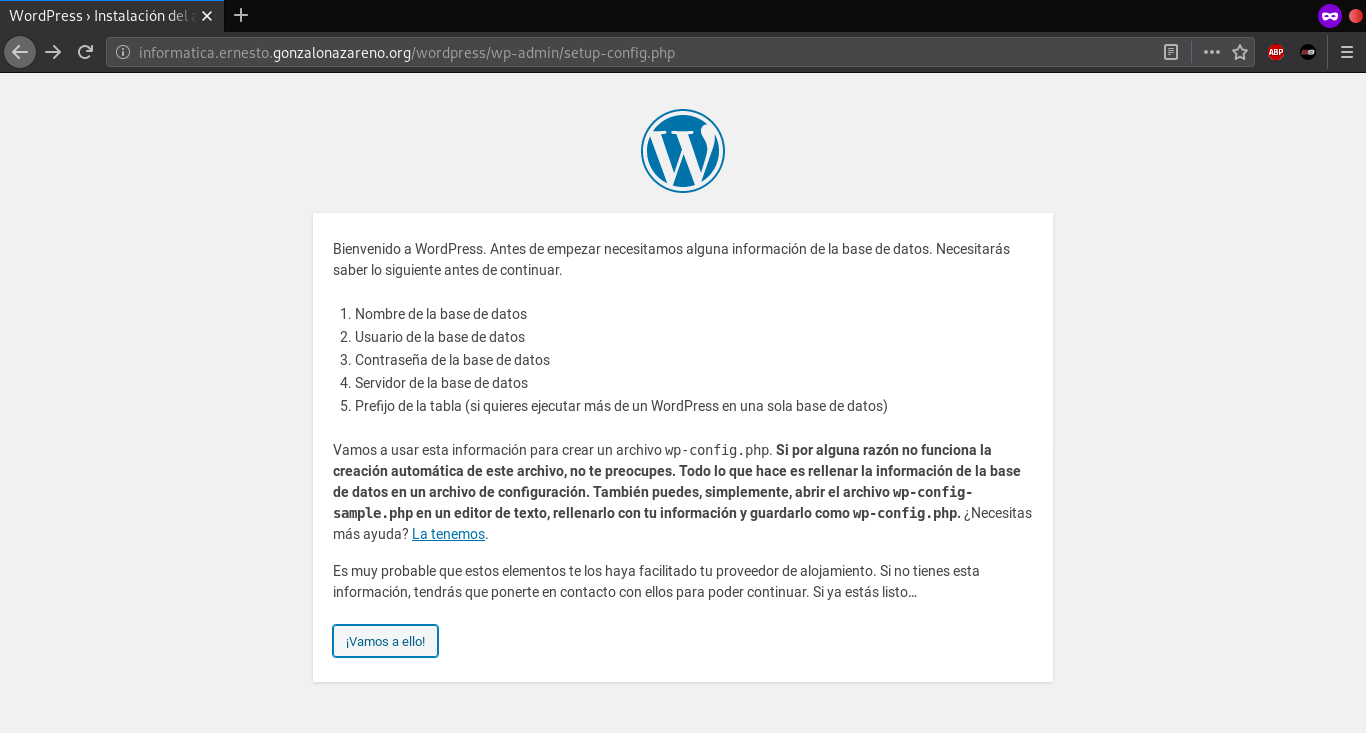 WordPress › Instalación del a
informatica.ernesto.gonzalonazareno.org/wordpress/wp-admin/setup-config.php
ABP
Bienvenido a WordPress. Antes de empezar necesitamos alguna información de la base de datos. Necesitarás
saber lo siguiente antes de continuar.
1. Nombre de la base de datos
2. Usuario de la base de datos
3. Contraseña de la base de datos
4. Servidor de la base de datos
5. Prefijo de la tabla (si quieres ejecutar más de un WordPress en una sola base de datos)
Vamos a usar esta información para crear un archivo wp-config.php. Si por alguna razón no funciona la
creación automática de este archivo, no te preocupes. Todo lo que hace es rellenar la información de la base
de datos en un archivo de configuración. También puedes, simplemente, abrir el archivo wp-config-
sample.php en un editor de texto, rellenarlo con tu información y guardarlo como wp-config.php. ¿Necesitas
más ayuda? La tenemos.
Es muy probable que estos elementos te los haya facilitado tu proveedor de alojamiento. Si no tienes esta
información, tendrás que ponerte en contacto con ellos para poder continuar. Si ya estás listo…
¡Vamos a ello!